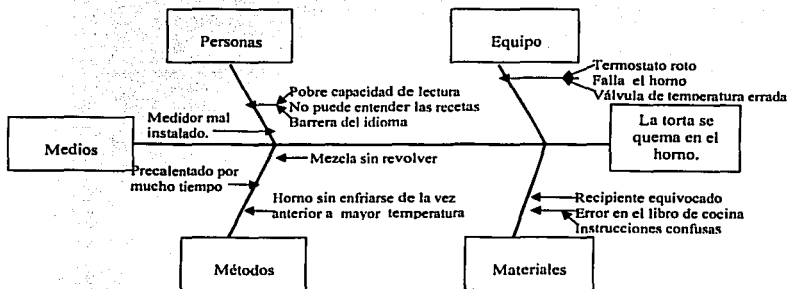 Personas
Equipo
Termostato roto
Falla el horno
Válvula de temperatura errada
Pobre capacidad de lectura
No puede entender las recetas
Barrera del idioma
Medidor mal
instalado.
Medios
La torta se
quema en el
horno.
Mezcla sin revolver
Precalentado por
mucho tiempo
Horno sin enfriarse de la vez
anterior a mayor temperatura
Recipiente equivocado
Error en el libro de cocina
Instrucciones confusas
Métodos
Materiales